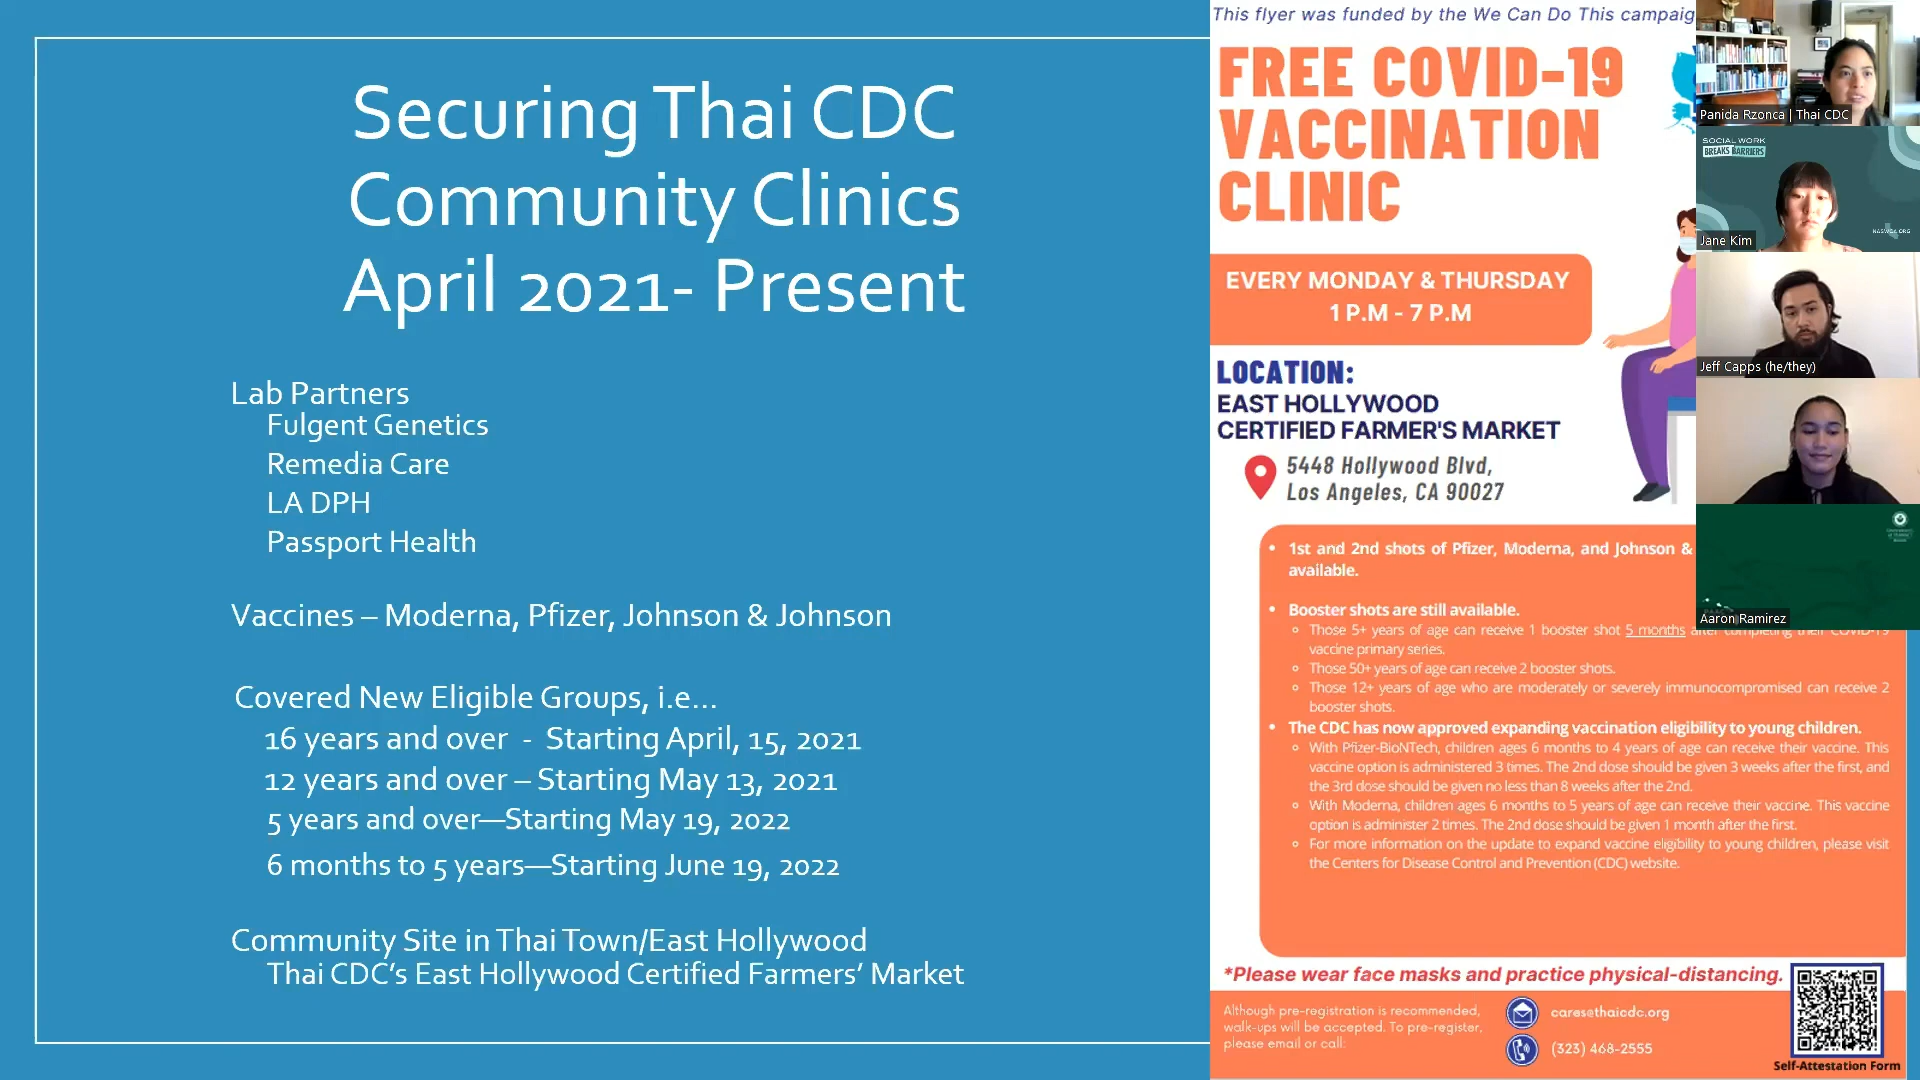 Securing Thai CDC
Community Clinics
April 2021- Present
Lab Partners
Fulgent Genetics
Remedia Care
LA DPH
Passport Health
Vaccines – Moderna, Pfizer, Johnson & Johnson
Covered New Eligible Groups, i.e...
16 years and over - Starting April, 15, 2021
12 years and over – Starting May 13, 2021
5 years and over—Starting May 19, 2022
6 months to 5 years—Starting June 19, 2022
Community Site in Thai Town/East Hollywood
Thai CDC's East Hollywood Certified Farmers' Market
This flyer was funded by the We Can Do This campaig
FREE COVID-19
VACCINATION
CLINIC
EVERY MONDAY & THURSDAY
1 P.M - 7 P.M
LOCATION:
EAST HOLLYWOOD
CERTIFIED FARMER'S MARKET
5448 Hollywood Blvd,
Los Angeles, CA 90027
• 1st and 2nd shots of Pfizer, Moderna, and Johnson &
available.
• Booster shots are still available.
Those 5+ years of age can receive 1 booster shot 5 months after completing their COVID-19
vaccine primary series.
Those 50+ years of age can receive 2 booster shots.
Those 12+ years of age who are moderately or severely immunocompromised can receive 2
booster shots.
• The CDC has now approved expanding vaccination eligibility to young children.
With Pfizer-BioNTech, children ages 6 months to 4 years of age can receive their vaccine. This
vaccine option is administered 3 times. The 2nd dose should be given 3 weeks after the first, and
the 3rd dose should be given no less than 8 weeks after the 2nd.
With Moderna, children ages 6 months to 5 years of age can receive their vaccine. This vaccine
option is administer 2 times. The 2nd dose should be given 1 month after the first.
For more information on the update to expand vaccine eligibility to young children, please visit
the Centers for Disease Control and Prevention (CDC) website.
*Please wear face masks and practice physical-distancing.
Although pre-registration is recommended,
walk-ups will be accepted. To pre-register,
please email or call:
cares@thaicdc.org
(323) 468-2555
Self-Attestation Form
Panida Rzonca | Thai CDC
SOCIAL WORK
BREAKS BARRIERS
NASWCA.ORG
Jane Kim
Jeff Capps (he/they)
Aaron Ramirez